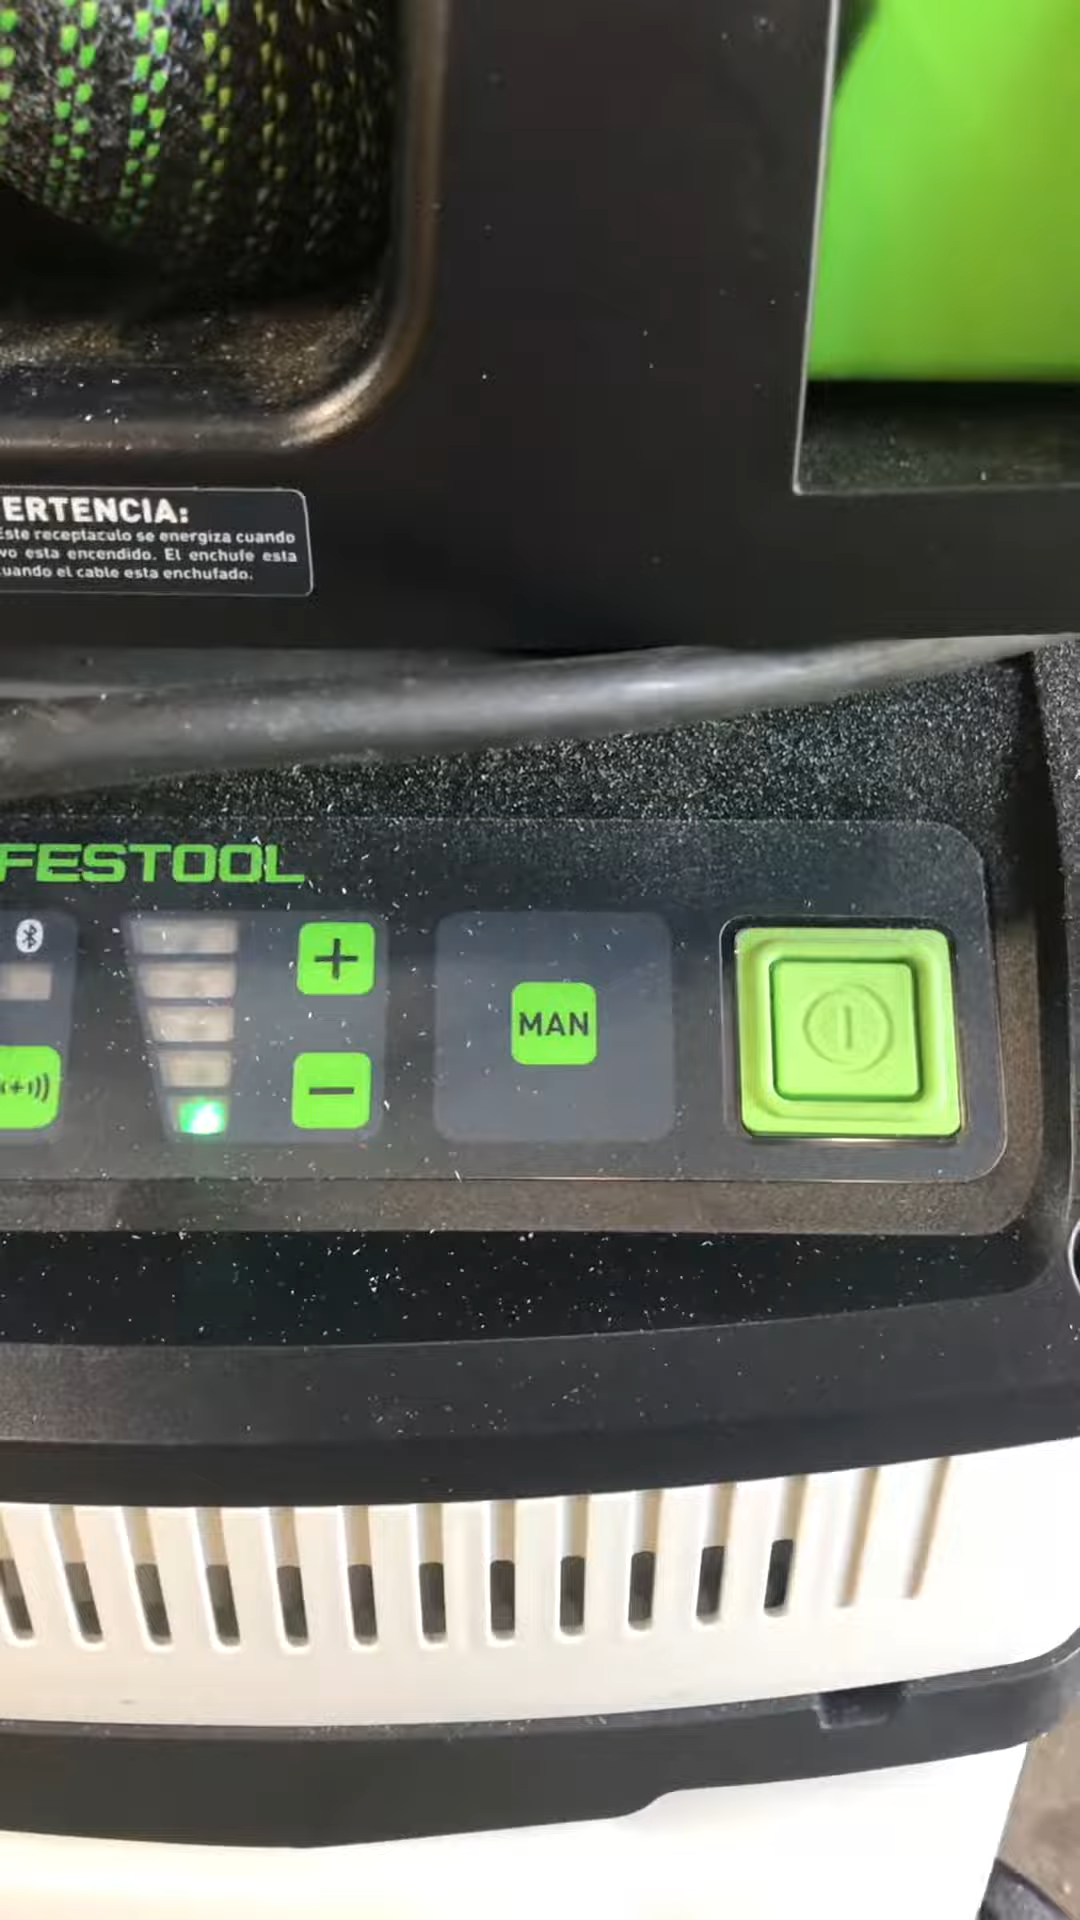 ERTENCIA:
Este receptaculo se energiza cuando
vo esta encendido. El enchufe esta
uando el cable esta enchufado.
FESTOOL
+
MAN
−